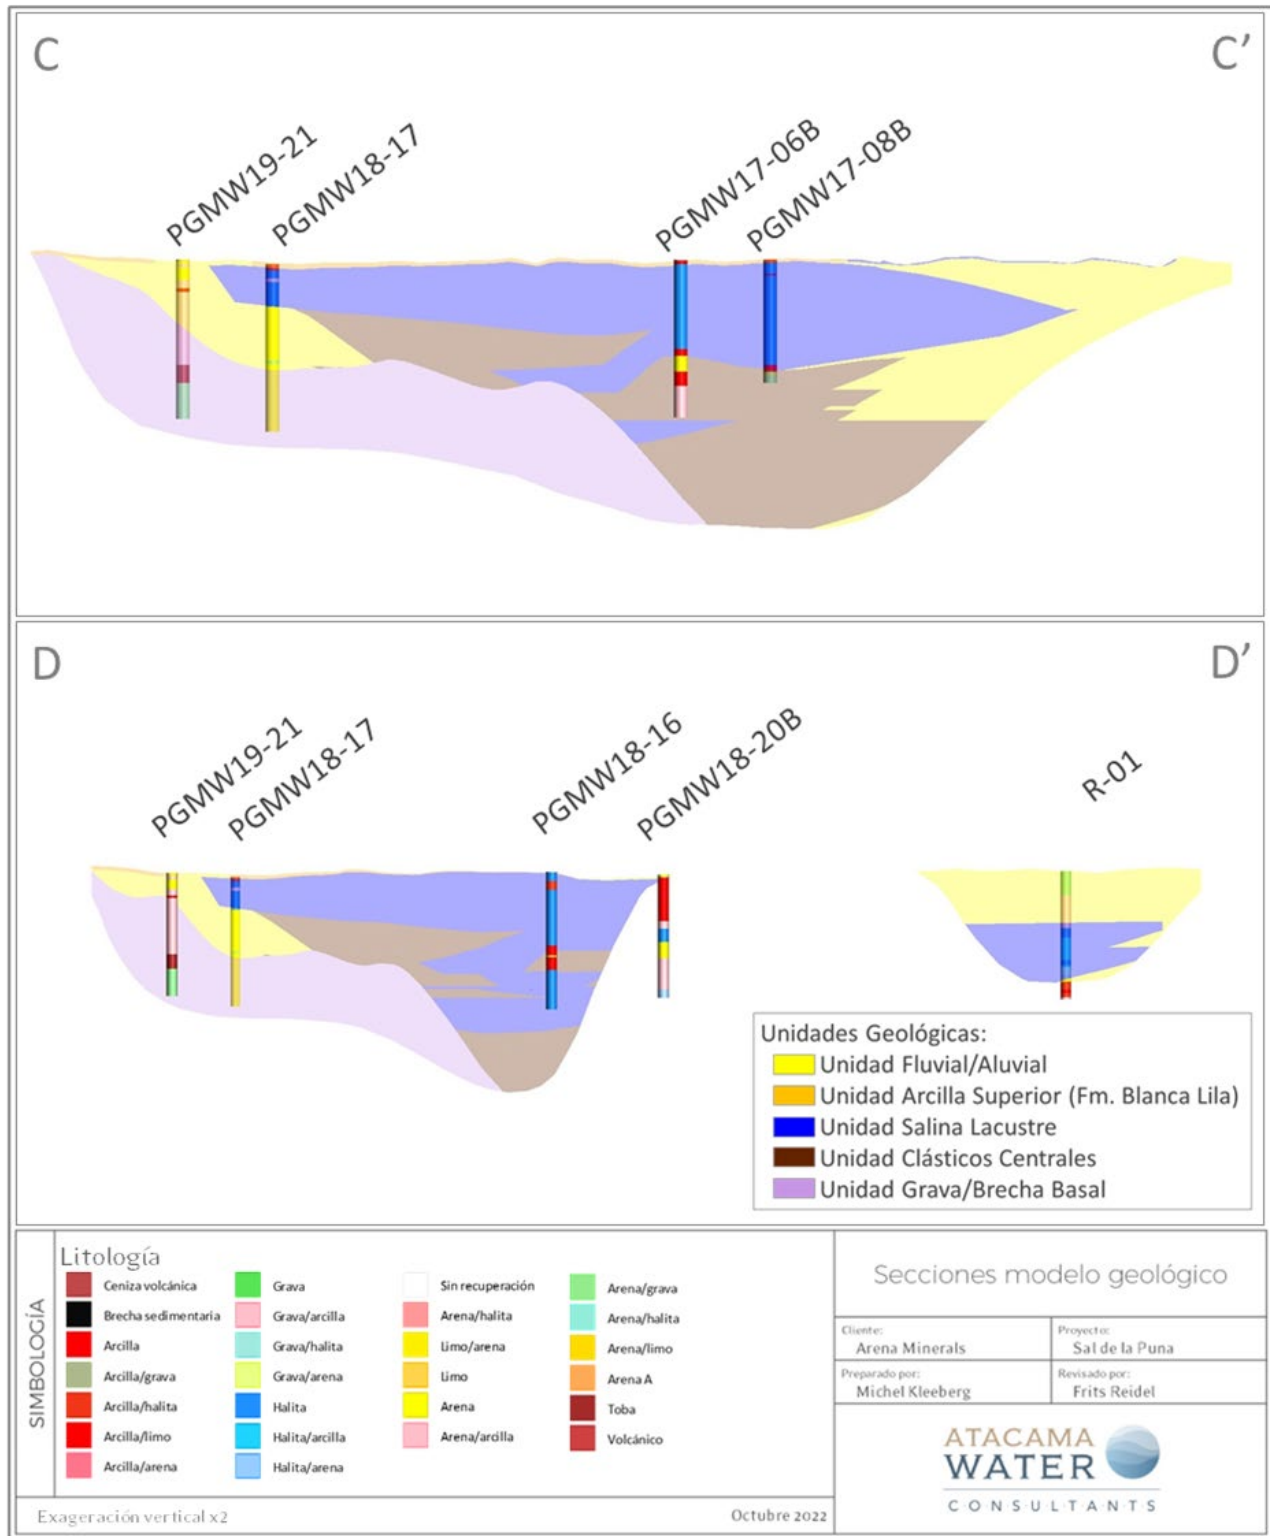 C
C’
PGMW19-21
PGMW18-17
PGMW17-06B
PGMW17-08B
D
D’
PGMW19-21
PGMW18-17
PGMW18-16
PGMW18-20B
R-01
Unidades Geológicas:
Unidad Fluvial/Aluvial
Unidad Arcilla Superior (Fm. Blanca Lila)
Unidad Salina Lacustre
Unidad Clásticos Centrales
Unidad Grava/Brecha Basal
SIMBOLOGÍA
Litología
Ceniza volcánica
Brecha sedimentaria
Arcilla
Arcilla/grava
Arcilla/halita
Arcilla/limo
Arcilla/arena
Grava
Grava/arcilla
Grava/halita
Grava/arena
Halita
Halita/arcilla
Halita/arena
Sin recuperación
Arena/halita
Limo/arena
Limo
Arena
Arena/arcilla
Arena/grava
Arena/halita
Arena/limo
Arena A
Toba
Volcánico
Exageración vertical x2
Octubre 2022
Secciones modelo geológico
Cliente:
Arena Minerals
Proyecto:
Sal de la Puna
Preparado por:
Michel Kleeberg
Revisado por:
Frits Reidel
ATACAMA
WATER
CONSULTANTS